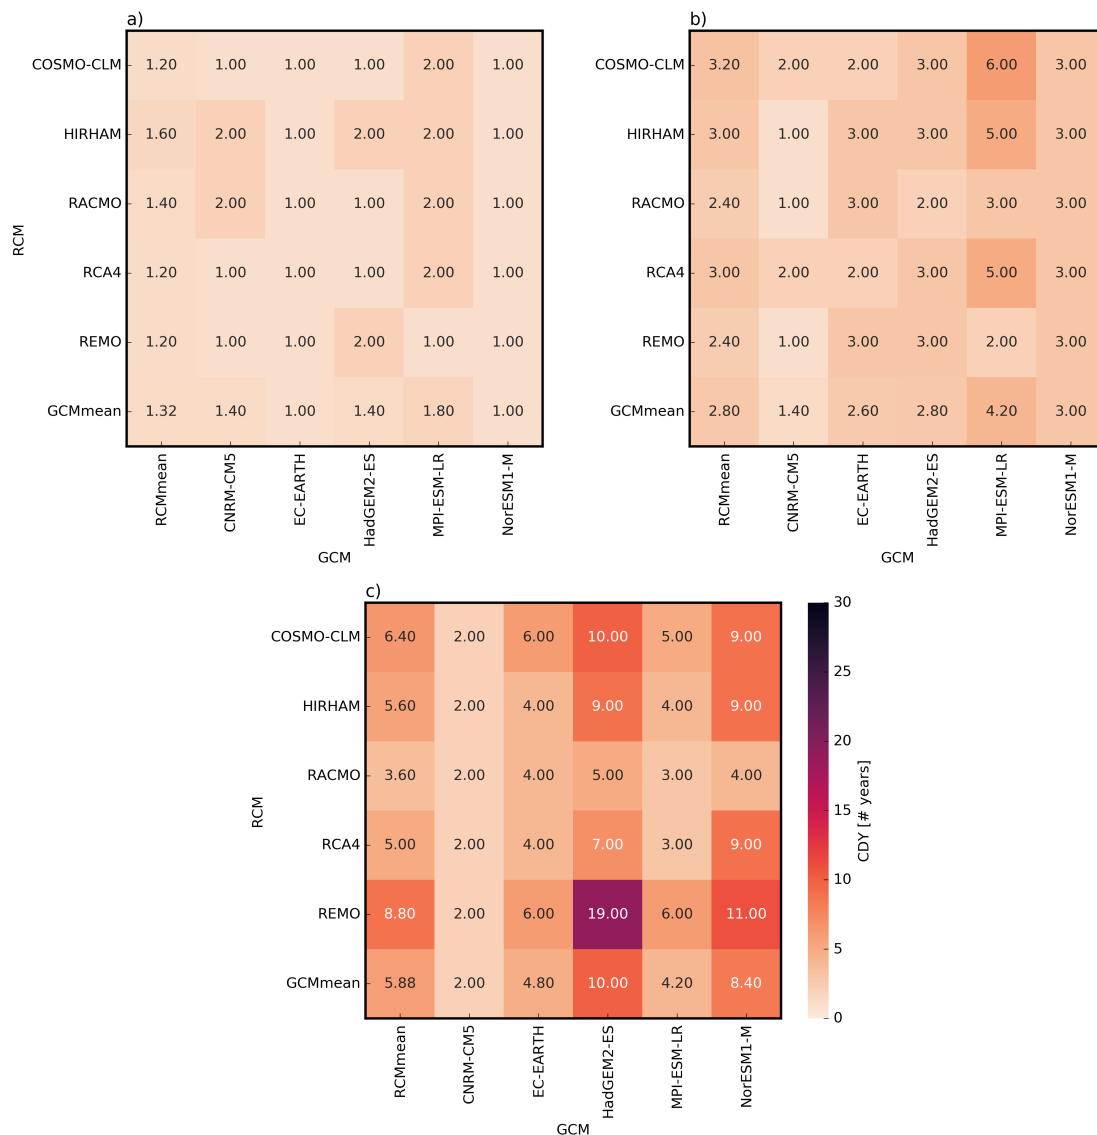 a)
COSMO-CLM 1.20 1.00 1.00 1.00 2.00 1.00
HIRHAM 1.60 2.00 1.00 2.00 2.00 1.00
RACMO 1.40 2.00 1.00 1.00 2.00 1.00
RCA4 1.20 1.00 1.00 1.00 2.00 1.00
REMO 1.20 1.00 1.00 2.00 1.00 1.00
GCMmean 1.32 1.40 1.00 1.40 1.80 1.00
RCM
RCMmean CNRM-CM5 EC-EARTH HadGEM2-ES MPI-ESM-LR NorESM1-M
GCM
b)
COSMO-CLM 3.20 2.00 2.00 3.00 6.00 3.00
HIRHAM 3.00 1.00 3.00 3.00 5.00 3.00
RACMO 2.40 1.00 3.00 2.00 3.00 3.00
RCA4 3.00 2.00 2.00 3.00 5.00 3.00
REMO 2.40 1.00 3.00 3.00 2.00 3.00
GCMmean 2.80 1.40 2.60 2.80 4.20 3.00
RCMmean CNRM-CM5 EC-EARTH HadGEM2-ES MPI-ESM-LR NorESM1-M
GCM
c)
COSMO-CLM 6.40 2.00 6.00 10.00 5.00 9.00
HIRHAM 5.60 2.00 4.00 9.00 4.00 9.00
RACMO 3.60 2.00 4.00 5.00 3.00 4.00
RCA4 5.00 2.00 4.00 7.00 3.00 9.00
REMO 8.80 2.00 6.00 19.00 6.00 11.00
GCMmean 5.88 2.00 4.80 10.00 4.20 8.40
RCM
RCMmean CNRM-CM5 EC-EARTH HadGEM2-ES MPI-ESM-LR NorESM1-M
GCM
30
25
20
15
10
5
0
CDY [# years]